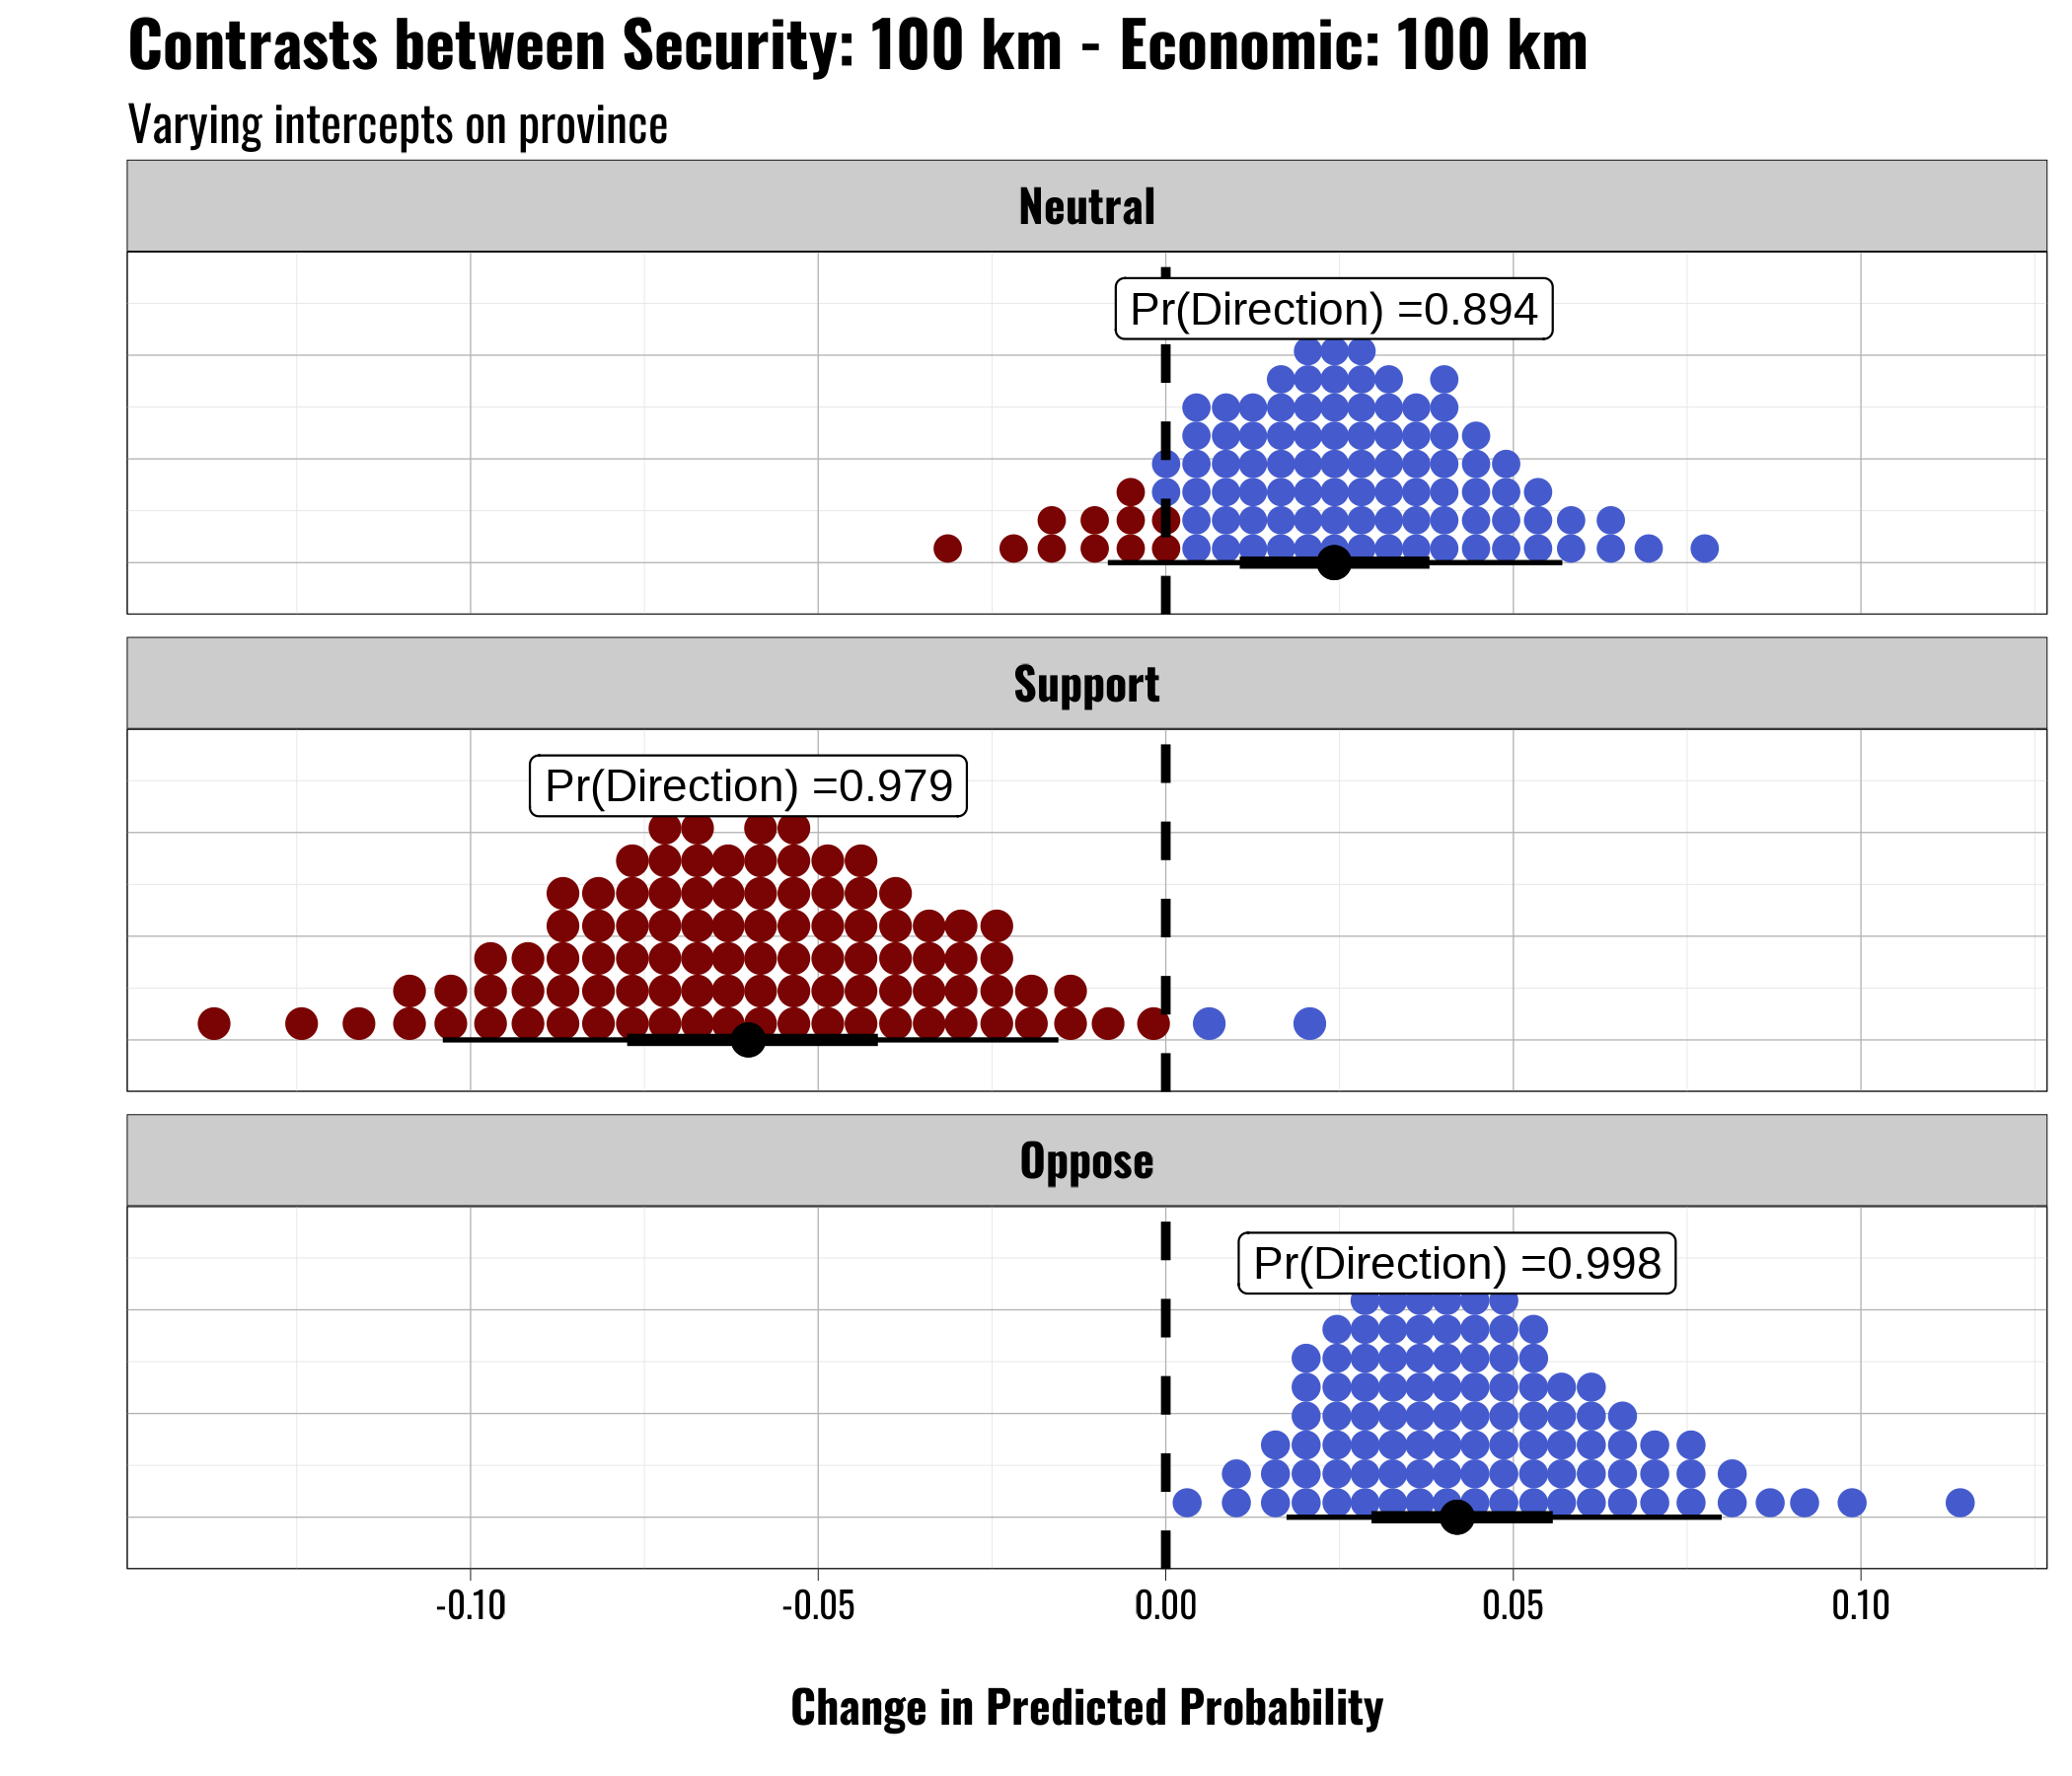 Contrasts between Security: 100 km - Economic: 100 km
Varying intercepts on province
Neutral
Pr(Direction) =0.894
Support
Pr(Direction) =0.979
Oppose
Pr(Direction) =0.998
-0.10 -0.05 0.00 0.05 0.10
Change in Predicted Probability